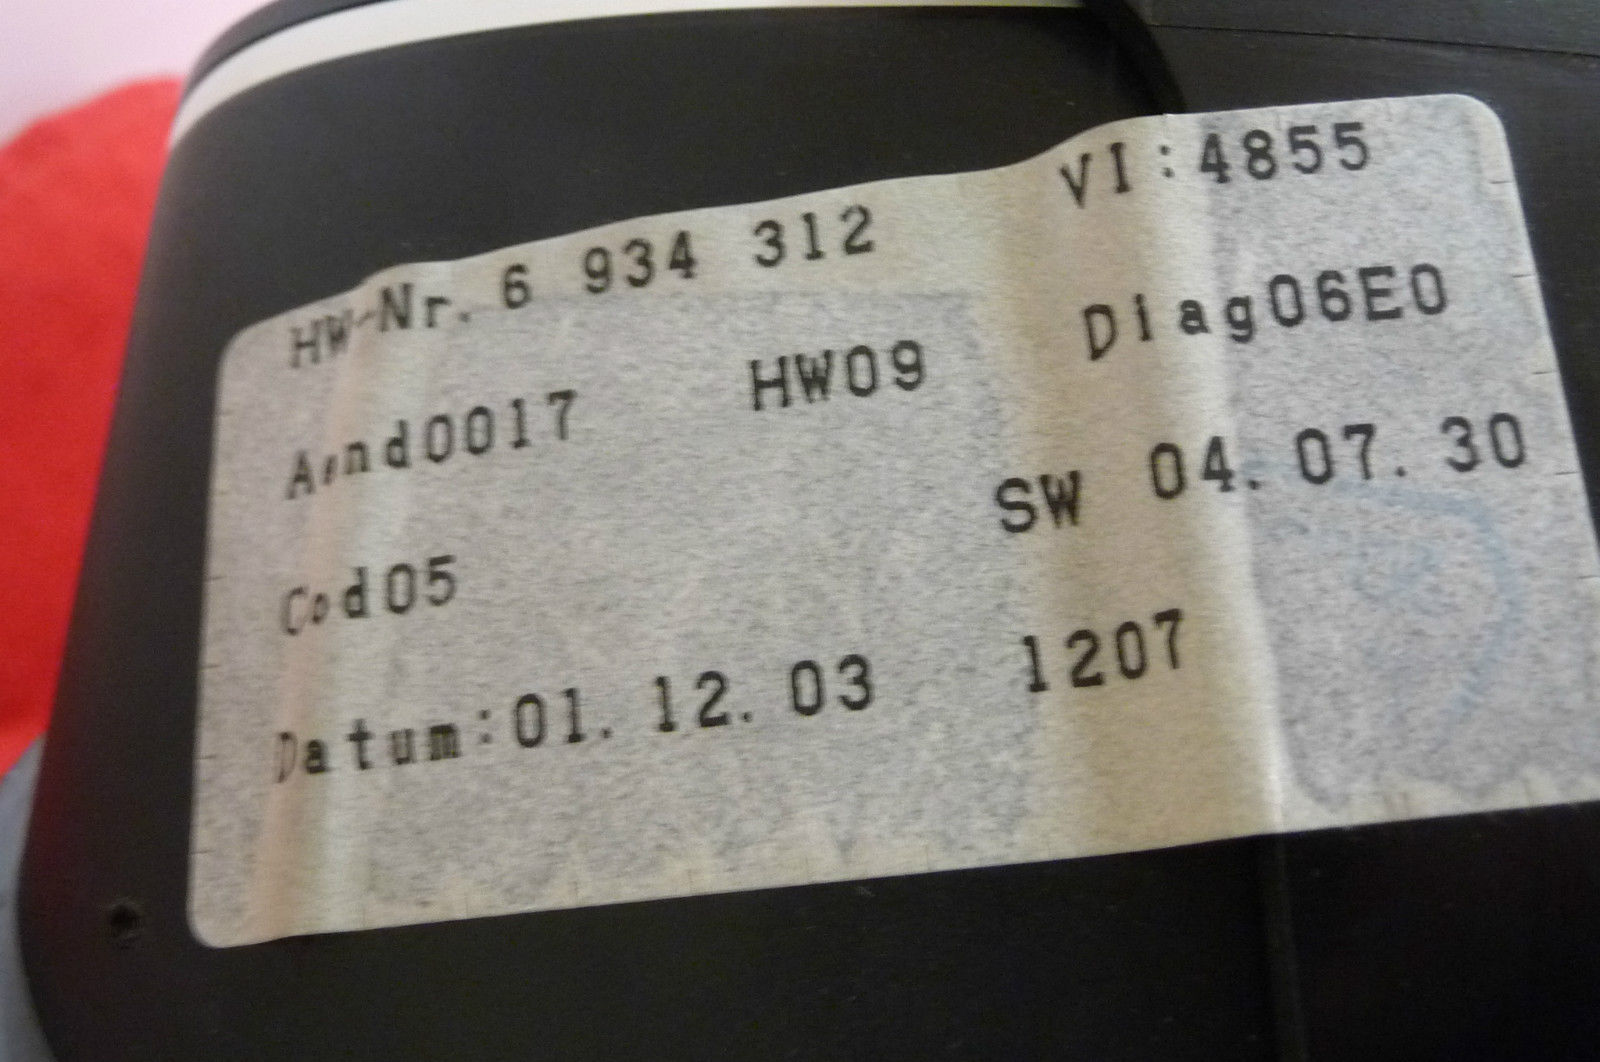 HW-Nr. 6 934 312 VI:4855
Aind0017 HW09 Diag06E0
Cod05 SW 04.07.30
Datum:01.12.03 1207